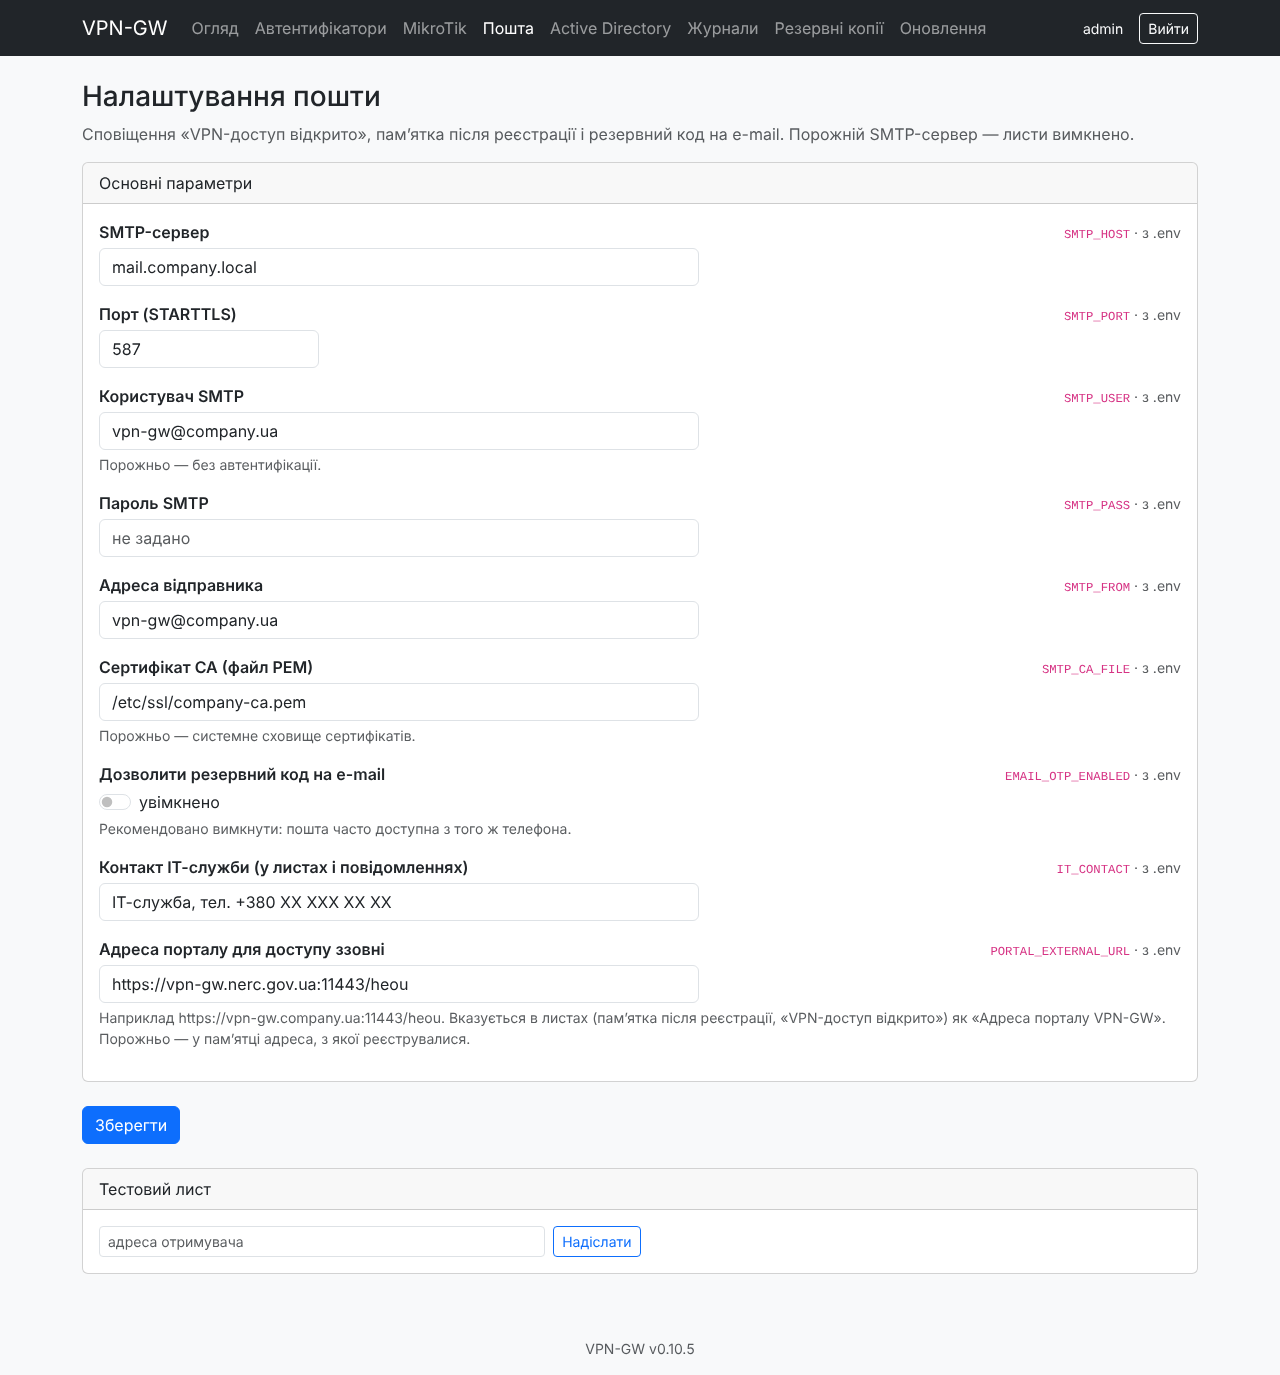 VPN-GW Огляд Автентифікатори MikroTik Пошта Active Directory Журнали Резервні копії Оновлення admin Вийти
Налаштування пошти
Сповіщення «VPN-доступ відкрито», пам’ятка після реєстрації і резервний код на e-mail. Порожній SMTP-сервер — листи вимкнено.
Основні параметри
SMTP-сервер SMTP_HOST · з .env
mail.company.local
Порт (STARTTLS) SMTP_PORT · з .env
587
Користувач SMTP SMTP_USER · з .env
vpn-gw@company.ua
Порожньо — без автентифікації.
Пароль SMTP SMTP_PASS · з .env
не задано
Адреса відправника SMTP_FROM · з .env
vpn-gw@company.ua
Сертифікат CA (файл PEM) SMTP_CA_FILE · з .env
/etc/ssl/company-ca.pem
Порожньо — системне сховище сертифікатів.
Дозволити резервний код на e-mail EMAIL_OTP_ENABLED · з .env
увімкнено
Рекомендовано вимкнути: пошта часто доступна з того ж телефона.
Контакт ІТ-служби (у листах і повідомленнях) IT_CONTACT · з .env
ІТ-служба, тел. +380 XX XXX XX XX
Адреса порталу для доступу ззовні PORTAL_EXTERNAL_URL · з .env
https://vpn-gw.nerc.gov.ua:11443/heou
Наприклад https://vpn-gw.company.ua:11443/heou. Вказується в листах (пам’ятка після реєстрації, «VPN-доступ відкрито») як «Адреса порталу VPN-GW».
Порожньо — у пам’ятці адреса, з якої реєструвалися.
Зберегти
Тестовий лист
адреса отримувача Надіслати
VPN-GW v0.10.5